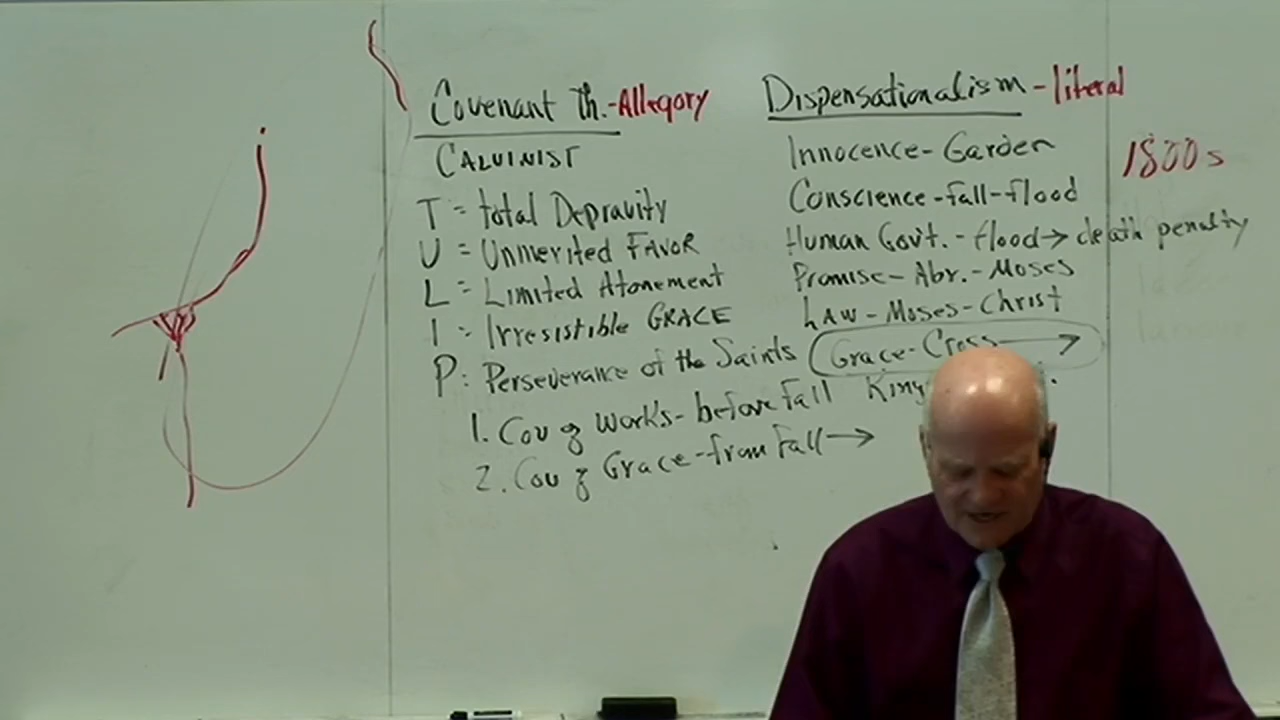 Covenant Th.-Allegory
CALVINIST
T = total Depravity
U = Unmerited FAVOR
L = Limited Atonement
I = Irresistible GRACE
P: Perseverance of the Saints
1. Cov of Works- before fall
2. Cov of Grace-from Fall→
Dispensationalism-literal
Innocence-Garden
Conscience-fall-flood
Human Gov't.-flood→death penalty
Promise-Abr.-Moses
LAW-Moses-Christ
Grace-Cross→
1800s